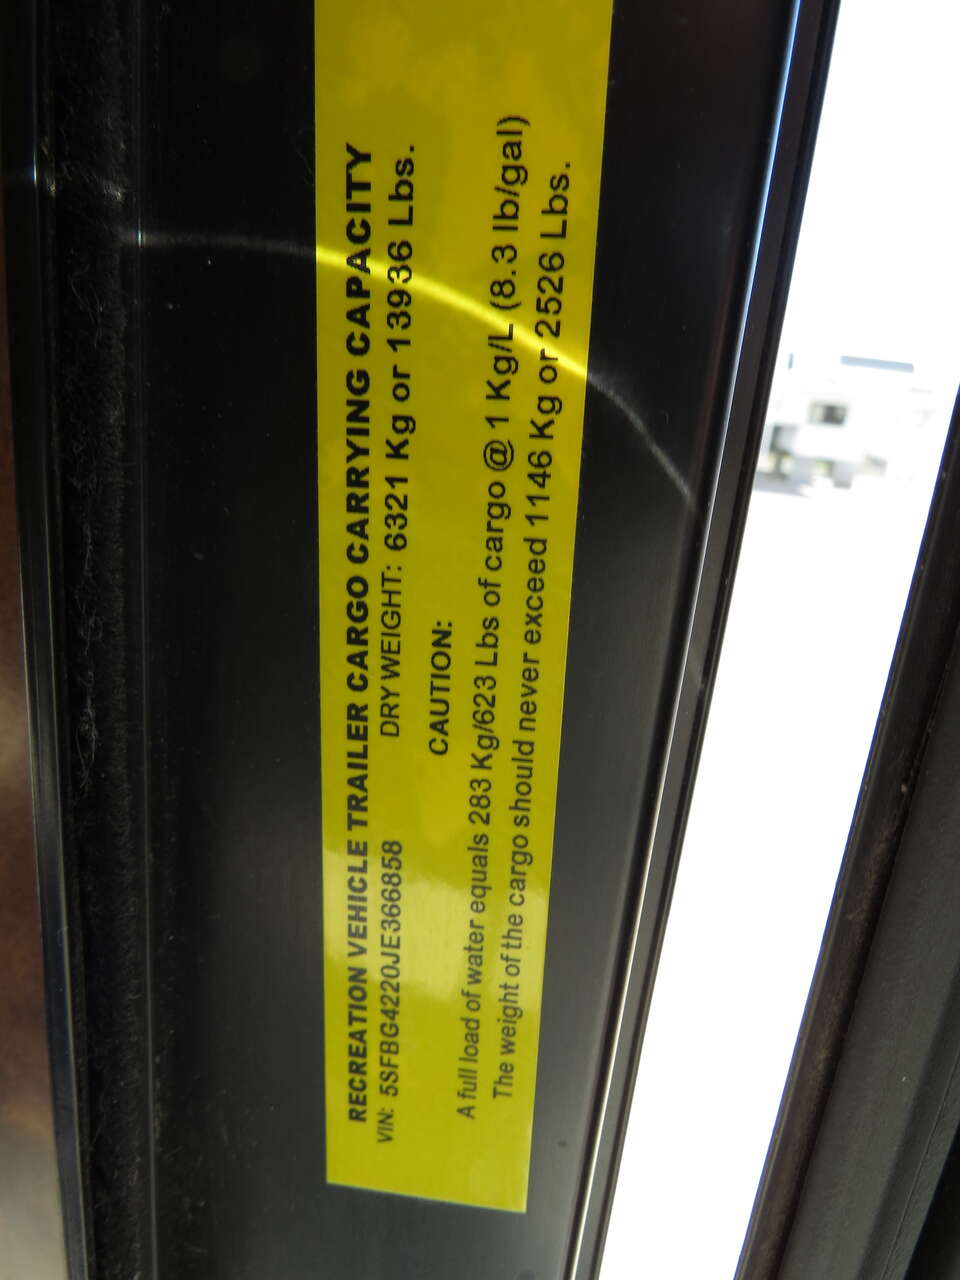 RECREATION VEHICLE TRAILER CARGO CARRYING CAPACITY
VIN: 5SFBG4220JE366858 DRY WEIGHT: 6321 Kg or 13936 Lbs.
CAUTION:
A full load of water equals 283 Kg/623 Lbs of cargo @ 1 Kg/L (8.3 lb/gal)
The weight of the cargo should never exceed 1146 Kg or 2526 Lbs.